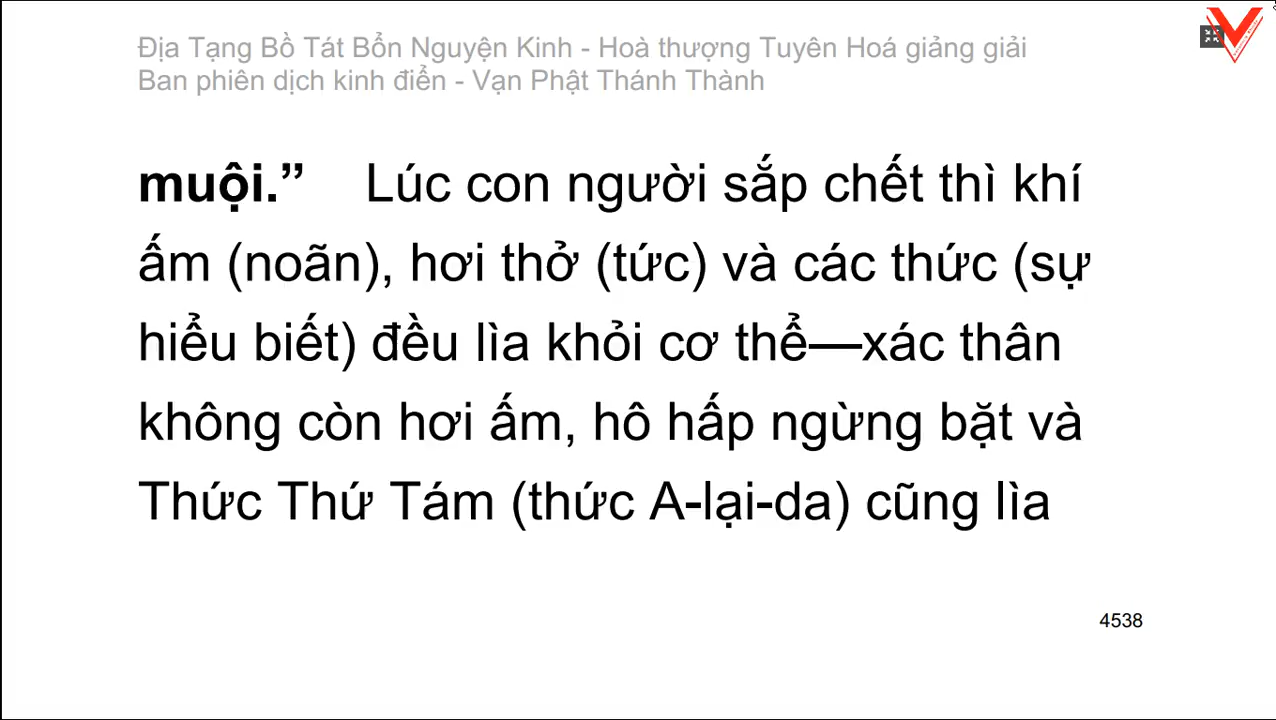 Địa Tạng Bồ Tát Bổn Nguyện Kinh - Hoà thượng Tuyên Hoá giảng giải
Ban phiên dịch kinh điển - Vạn Phật Thánh Thành
muội.” Lúc con người sắp chết thì khí
ấm (noãn), hơi thở (tức) và các thức (sự
hiểu biết) đều lìa khỏi cơ thể—xác thân
không còn hơi ấm, hô hấp ngừng bặt và
Thức Thứ Tám (thức A-lại-da) cũng lìa
4538